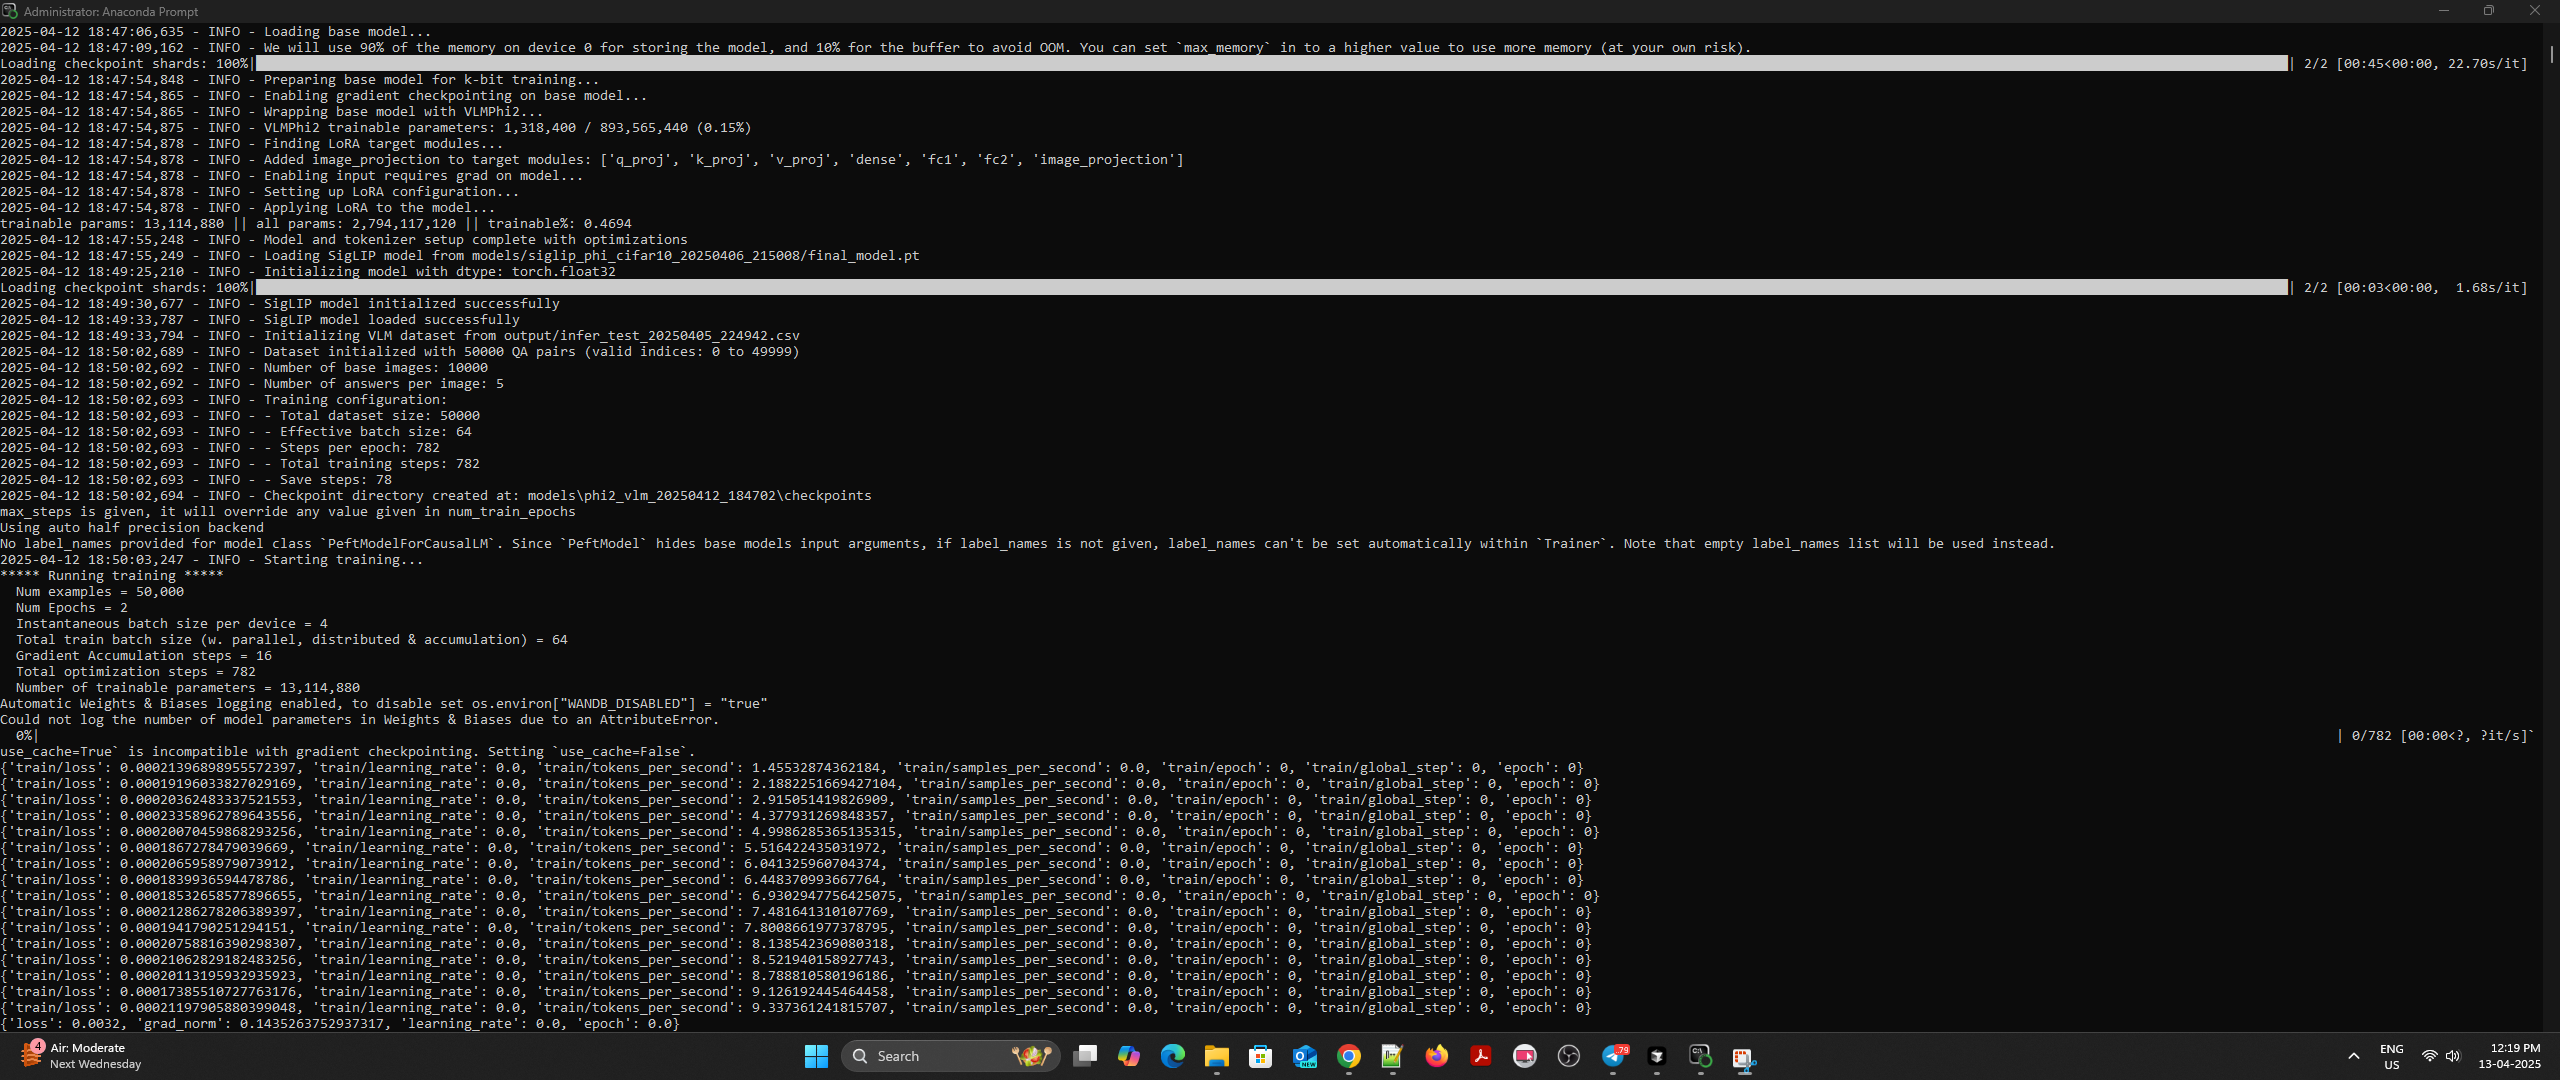 Administrator: Anaconda Prompt
2025-04-12 18:47:06,635 - INFO - Loading base model...
2025-04-12 18:47:09,162 - INFO - We will use 90% of the memory on device 0 for storing the model, and 10% for the buffer to avoid OOM. You can set `max_memory` in to a higher value to use more memory (at your own risk).
Loading checkpoint shards: 100%| | 2/2 [00:45<00:00, 22.70s/it]
2025-04-12 18:47:54,848 - INFO - Preparing base model for k-bit training...
2025-04-12 18:47:54,865 - INFO - Enabling gradient checkpointing on base model...
2025-04-12 18:47:54,865 - INFO - Wrapping base model with VLMPhi2...
2025-04-12 18:47:54,875 - INFO - VLMPhi2 trainable parameters: 1,318,400 / 893,565,440 (0.15%)
2025-04-12 18:47:54,878 - INFO - Finding LoRA target modules...
2025-04-12 18:47:54,878 - INFO - Added image_projection to target modules: ['q_proj', 'k_proj', 'v_proj', 'dense', 'fc1', 'fc2', 'image_projection']
2025-04-12 18:47:54,878 - INFO - Enabling input requires grad on model...
2025-04-12 18:47:54,878 - INFO - Setting up LoRA configuration...
2025-04-12 18:47:54,878 - INFO - Applying LoRA to the model...
trainable params: 13,114,880 || all params: 2,794,117,120 || trainable%: 0.4694
2025-04-12 18:47:55,248 - INFO - Model and tokenizer setup complete with optimizations
2025-04-12 18:47:55,249 - INFO - Loading SigLIP model from models/siglip_phi_cifar10_20250406_215008/final_model.pt
2025-04-12 18:49:25,210 - INFO - Initializing model with dtype: torch.float32
Loading checkpoint shards: 100%| | 2/2 [00:03<00:00, 1.68s/it]
2025-04-12 18:49:30,677 - INFO - SigLIP model initialized successfully
2025-04-12 18:49:33,787 - INFO - SigLIP model loaded successfully
2025-04-12 18:49:33,794 - INFO - Initializing VLM dataset from output/infer_test_20250405_224942.csv
2025-04-12 18:50:02,689 - INFO - Dataset initialized with 50000 QA pairs (valid indices: 0 to 49999)
2025-04-12 18:50:02,692 - INFO - Number of base images: 10000
2025-04-12 18:50:02,692 - INFO - Number of answers per image: 5
2025-04-12 18:50:02,693 - INFO - Training configuration:
2025-04-12 18:50:02,693 - INFO - - Total dataset size: 50000
2025-04-12 18:50:02,693 - INFO - - Effective batch size: 64
2025-04-12 18:50:02,693 - INFO - - Steps per epoch: 782
2025-04-12 18:50:02,693 - INFO - - Total training steps: 782
2025-04-12 18:50:02,693 - INFO - - Save steps: 78
2025-04-12 18:50:02,694 - INFO - Checkpoint directory created at: models\phi2_vlm_20250412_184702\checkpoints
max_steps is given, it will override any value given in num_train_epochs
Using auto half precision backend
No label_names provided for model class `PeftModelForCausalLM`. Since `PeftModel` hides base models input arguments, if label_names is not given, label_names can't be set automatically within `Trainer`. Note that empty label_names list will be used instead.
2025-04-12 18:50:03,247 - INFO - Starting training...
***** Running training *****
Num examples = 50,000
Num Epochs = 2
Instantaneous batch size per device = 4
Total train batch size (w. parallel, distributed & accumulation) = 64
Gradient Accumulation steps = 16
Total optimization steps = 782
Number of trainable parameters = 13,114,880
Automatic Weights & Biases logging enabled, to disable set os.environ["WANDB_DISABLED"] = "true"
Could not log the number of model parameters in Weights & Biases due to an AttributeError.
0%| | 0/782 [00:00<?, ?it/s]`
use_cache=True` is incompatible with gradient checkpointing. Setting `use_cache=False`.
{'train/loss': 0.00021396898955572397, 'train/learning_rate': 0.0, 'train/tokens_per_second': 1.45532874362184, 'train/samples_per_second': 0.0, 'train/epoch': 0, 'train/global_step': 0, 'epoch': 0}
{'train/loss': 0.00019196033827029169, 'train/learning_rate': 0.0, 'train/tokens_per_second': 2.1882251669427104, 'train/samples_per_second': 0.0, 'train/epoch': 0, 'train/global_step': 0, 'epoch': 0}
{'train/loss': 0.00020362483337521553, 'train/learning_rate': 0.0, 'train/tokens_per_second': 2.915051419826909, 'train/samples_per_second': 0.0, 'train/epoch': 0, 'train/global_step': 0, 'epoch': 0}
{'train/loss': 0.00023358962789643556, 'train/learning_rate': 0.0, 'train/tokens_per_second': 4.377931269848357, 'train/samples_per_second': 0.0, 'train/epoch': 0, 'train/global_step': 0, 'epoch': 0}
{'train/loss': 0.00020070459868293256, 'train/learning_rate': 0.0, 'train/tokens_per_second': 4.9986285365135315, 'train/samples_per_second': 0.0, 'train/epoch': 0, 'train/global_step': 0, 'epoch': 0}
{'train/loss': 0.0001867278479039669, 'train/learning_rate': 0.0, 'train/tokens_per_second': 5.516422435031972, 'train/samples_per_second': 0.0, 'train/epoch': 0, 'train/global_step': 0, 'epoch': 0}
{'train/loss': 0.0002065958979073912, 'train/learning_rate': 0.0, 'train/tokens_per_second': 6.041325960704374, 'train/samples_per_second': 0.0, 'train/epoch': 0, 'train/global_step': 0, 'epoch': 0}
{'train/loss': 0.0001839936594478786, 'train/learning_rate': 0.0, 'train/tokens_per_second': 6.448370993667764, 'train/samples_per_second': 0.0, 'train/epoch': 0, 'train/global_step': 0, 'epoch': 0}
{'train/loss': 0.00018532658577896655, 'train/learning_rate': 0.0, 'train/tokens_per_second': 6.9302947756425075, 'train/samples_per_second': 0.0, 'train/epoch': 0, 'train/global_step': 0, 'epoch': 0}
{'train/loss': 0.00021286278206389397, 'train/learning_rate': 0.0, 'train/tokens_per_second': 7.481641310107769, 'train/samples_per_second': 0.0, 'train/epoch': 0, 'train/global_step': 0, 'epoch': 0}
{'train/loss': 0.0001941790251294151, 'train/learning_rate': 0.0, 'train/tokens_per_second': 7.8008661977378795, 'train/samples_per_second': 0.0, 'train/epoch': 0, 'train/global_step': 0, 'epoch': 0}
{'train/loss': 0.00020758816390298307, 'train/learning_rate': 0.0, 'train/tokens_per_second': 8.138542369080318, 'train/samples_per_second': 0.0, 'train/epoch': 0, 'train/global_step': 0, 'epoch': 0}
{'train/loss': 0.00021062829182483256, 'train/learning_rate': 0.0, 'train/tokens_per_second': 8.521940158927743, 'train/samples_per_second': 0.0, 'train/epoch': 0, 'train/global_step': 0, 'epoch': 0}
{'train/loss': 0.00020113195932935923, 'train/learning_rate': 0.0, 'train/tokens_per_second': 8.788810580196186, 'train/samples_per_second': 0.0, 'train/epoch': 0, 'train/global_step': 0, 'epoch': 0}
{'train/loss': 0.00017385510727763176, 'train/learning_rate': 0.0, 'train/tokens_per_second': 9.126192445464458, 'train/samples_per_second': 0.0, 'train/epoch': 0, 'train/global_step': 0, 'epoch': 0}
{'train/loss': 0.00021197905880399048, 'train/learning_rate': 0.0, 'train/tokens_per_second': 9.337361241815707, 'train/samples_per_second': 0.0, 'train/epoch': 0, 'train/global_step': 0, 'epoch': 0}
{'loss': 0.0032, 'grad_norm': 0.1435263752937317, 'learning_rate': 0.0, 'epoch': 0.0}
4
Air: Moderate
Next Wednesday
Search
NEW
79
ENG
US
12:19 PM
13-04-2025